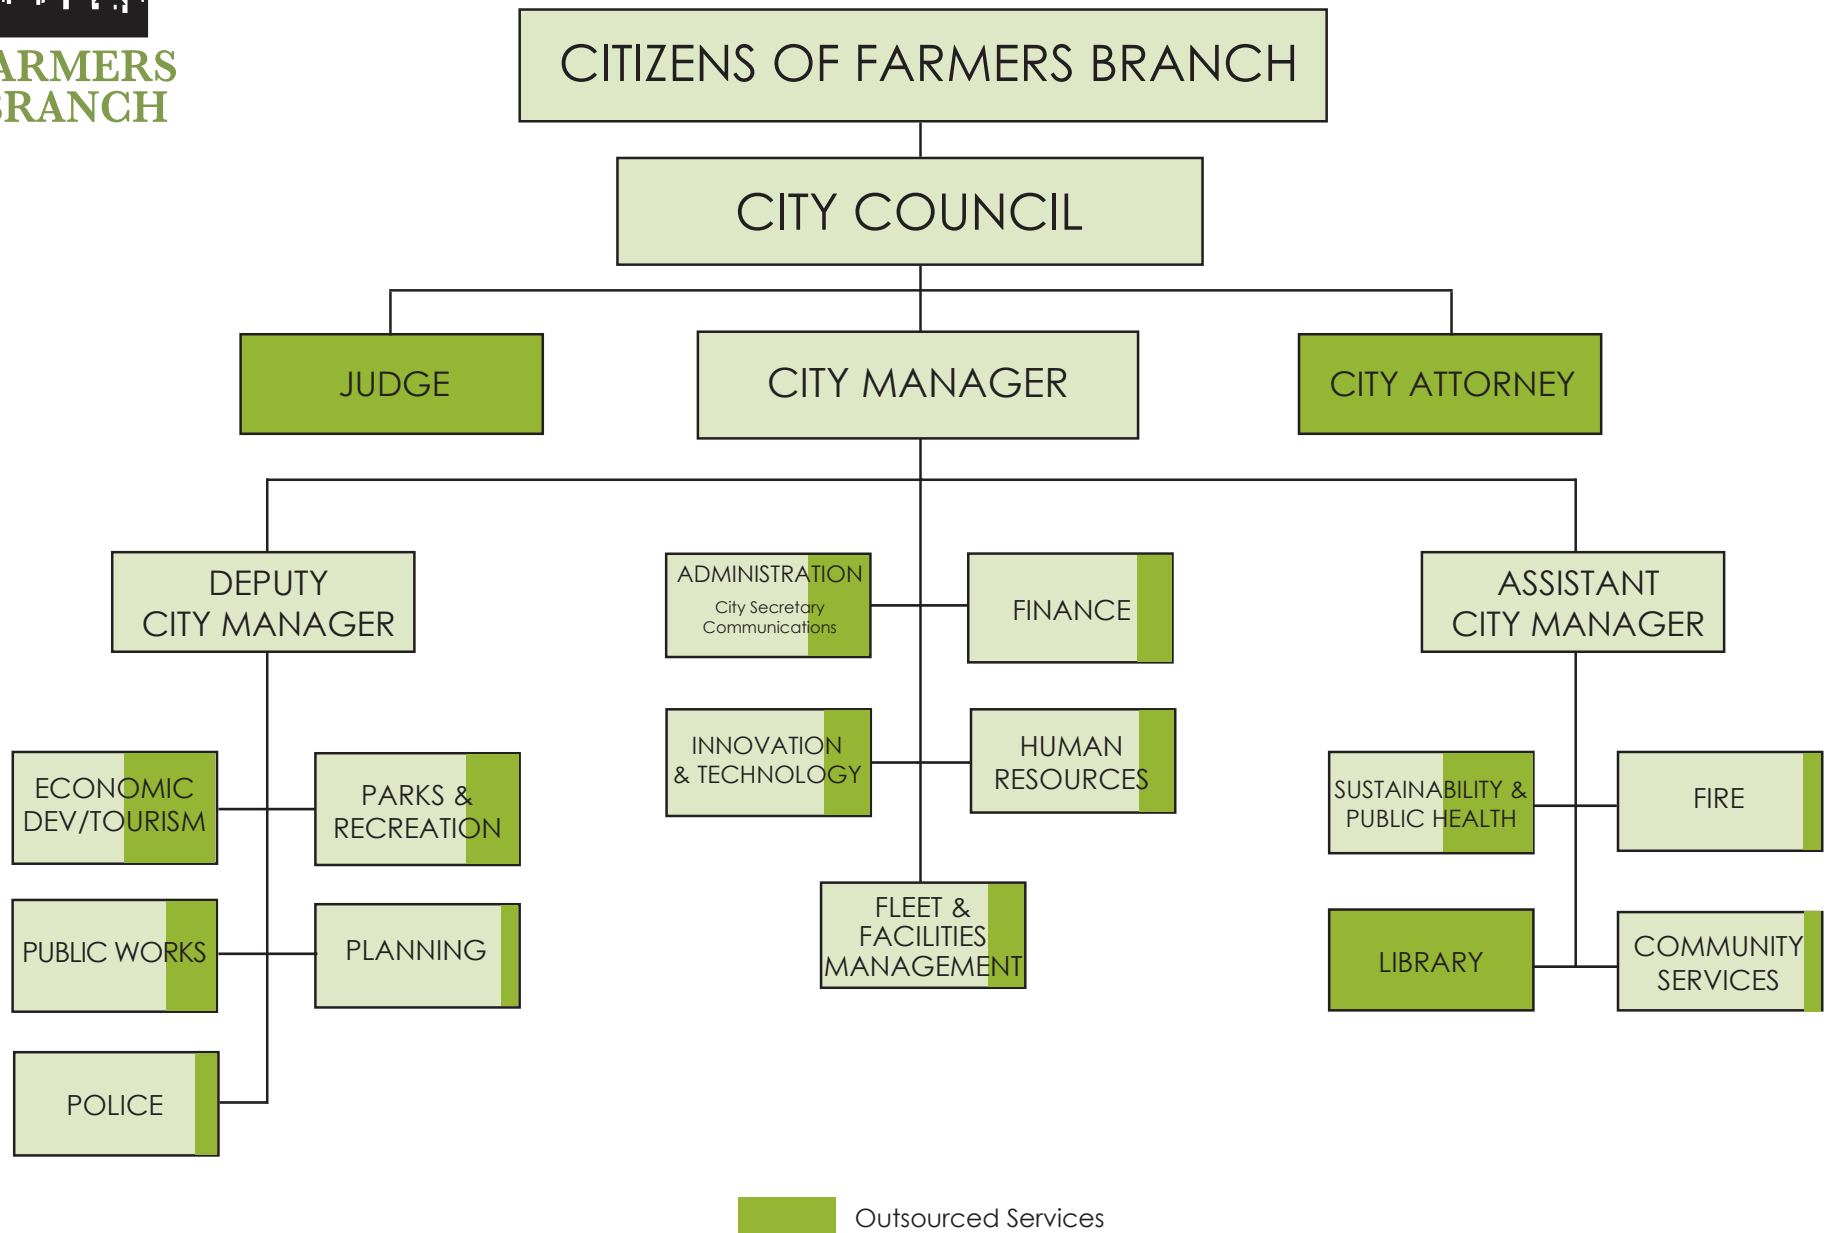 ARMERS
BRANCH
CITIZENS OF FARMERS BRANCH
CITY COUNCIL
JUDGE
CITY MANAGER
CITY ATTORNEY
DEPUTY
CITY MANAGER
ADMINISTRATION
City Secretary
Communications
FINANCE
ASSISTANT
CITY MANAGER
INNOVATION
& TECHNOLOGY
HUMAN
RESOURCES
ECONOMIC
DEV/TOURISM
PARKS &
RECREATION
SUSTAINABILITY &
PUBLIC HEALTH
FIRE
FLEET &
FACILITIES
MANAGEMENT
PUBLIC WORKS
PLANNING
LIBRARY
COMMUNITY
SERVICES
POLICE
Outsourced Services